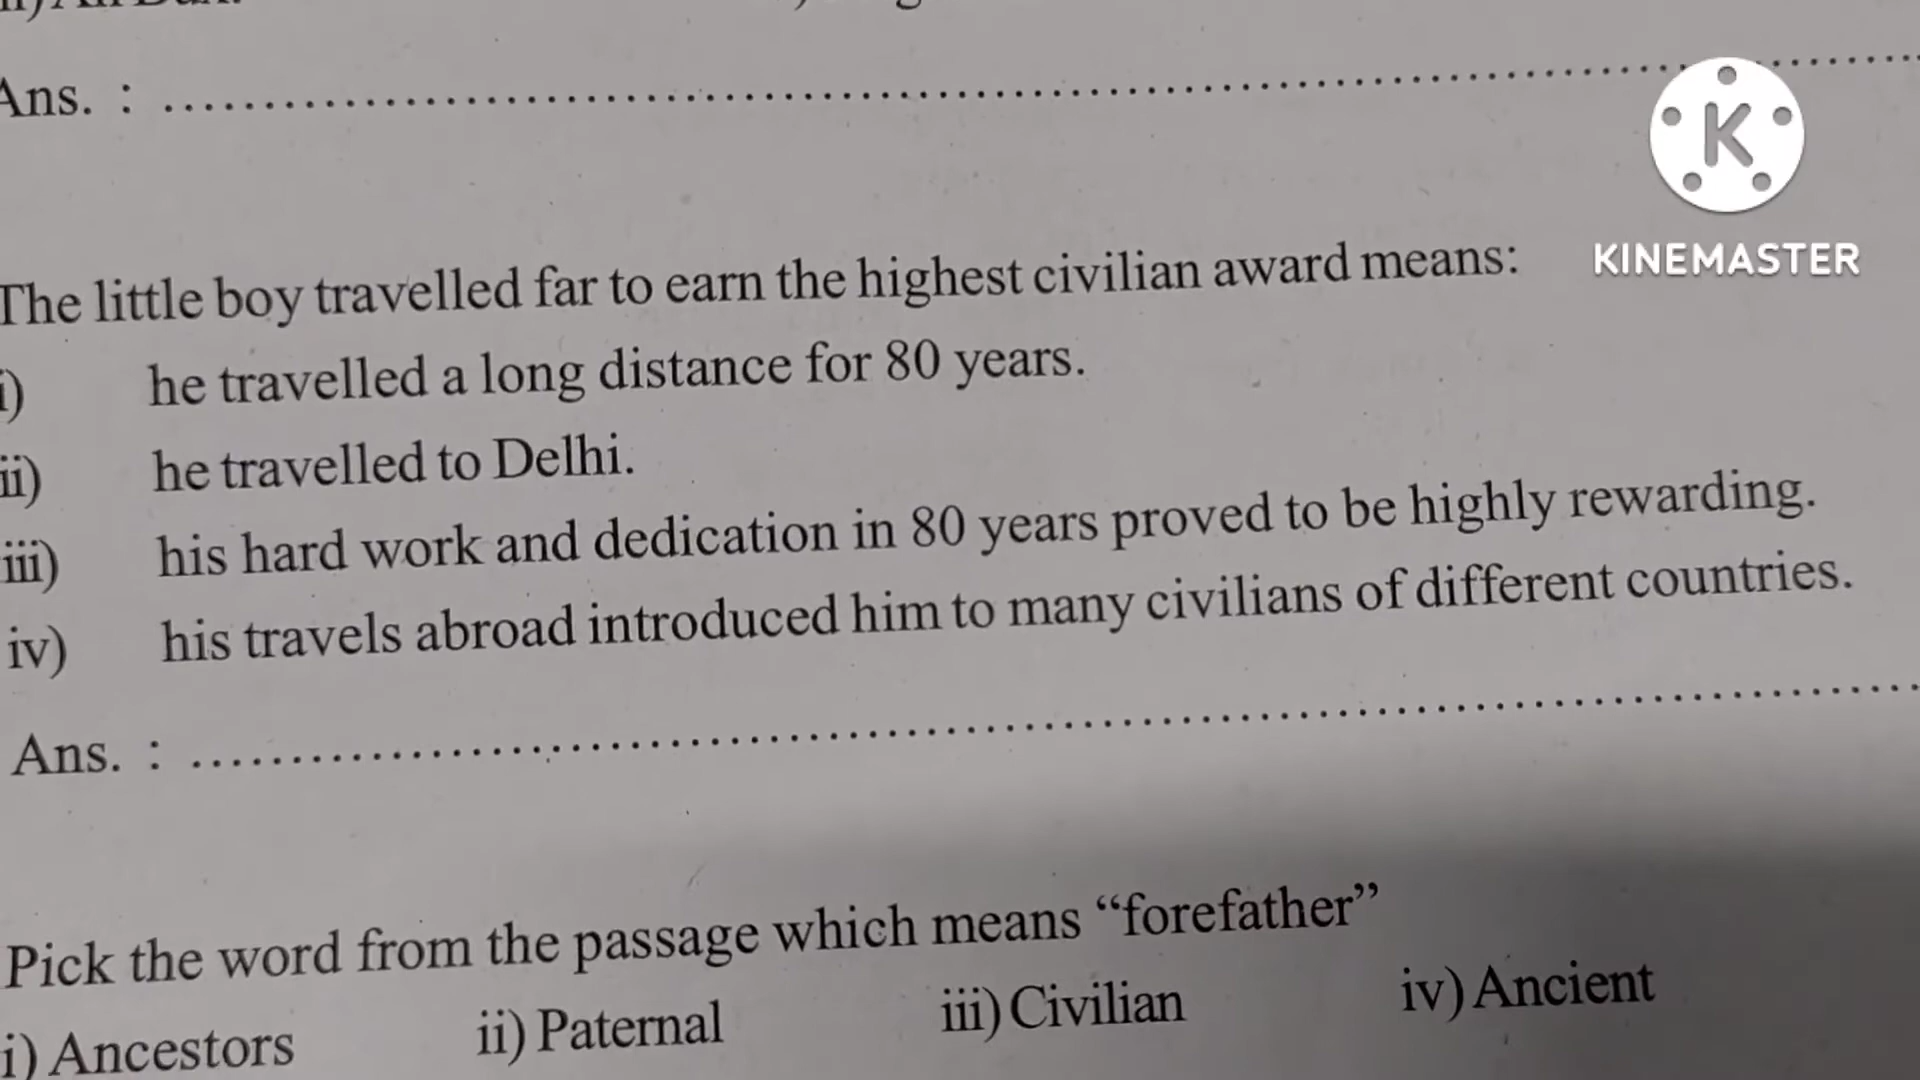 Ans. : ....................
K
KINEMASTER
The little boy travelled far to earn the highest civilian award means:
i) he travelled a long distance for 80 years.
ii) he travelled to Delhi.
iii) his hard work and dedication in 80 years proved to be highly rewarding.
iv) his travels abroad introduced him to many civilians of different countries.
Ans. : ....................
Pick the word from the passage which means “forefather”
i) Ancestors ii) Paternal iii) Civilian iv) Ancient